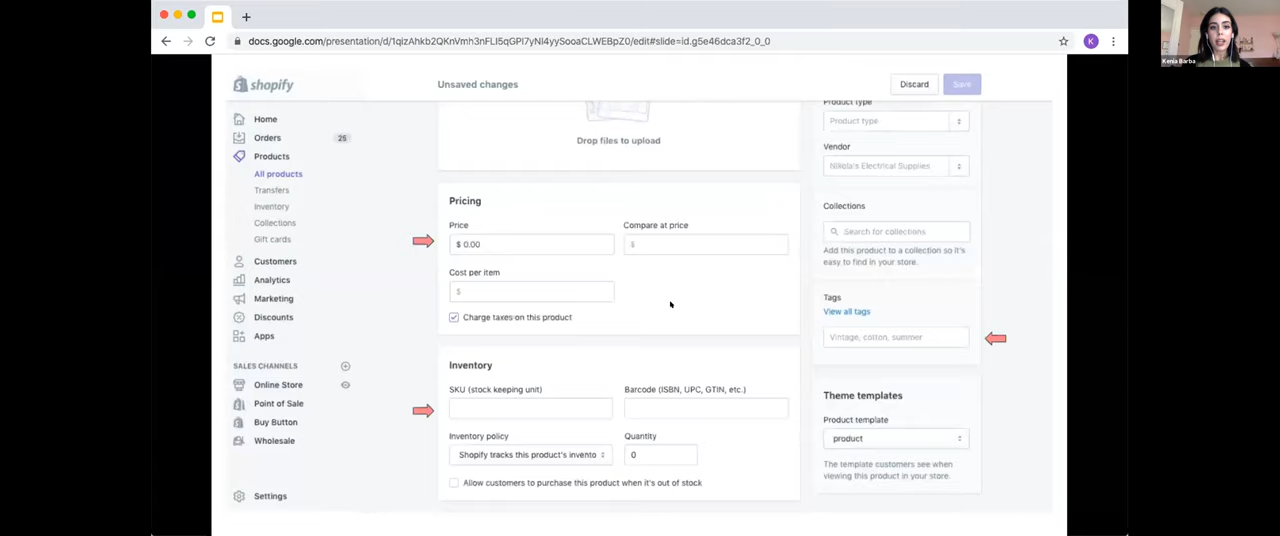 docs.google.com/presentation/d/1qizAhkb2QKnVmh3nFLl5qGPl7yNl4yySooaCLWEBpZ0/edit#slide=id.g5e46dca3f2_0_0
K
Kenia Barba
shopify
Unsaved changes
Discard
Save
Home
Orders
25
Products
All products
Transfers
Inventory
Collections
Gift cards
Customers
Analytics
Marketing
Discounts
Apps
SALES CHANNELS
Online Store
Point of Sale
Buy Button
Wholesale
Settings
Drop files to upload
Pricing
Price
Compare at price
$ 0.00
$
Cost per item
$
Charge taxes on this product
Inventory
SKU (stock keeping unit)
Barcode (ISBN, UPC, GTIN, etc.)
Inventory policy
Quantity
Shopify tracks this product's invento
0
Allow customers to purchase this product when it's out of stock
Product type
Product type
Vendor
Nikola's Electrical Supplies
Collections
Search for collections
Add this product to a collection so it's
easy to find in your store.
Tags
View all tags
Vintage, cotton, summer
Theme templates
Product template
product
The template customers see when
viewing this product in your store.